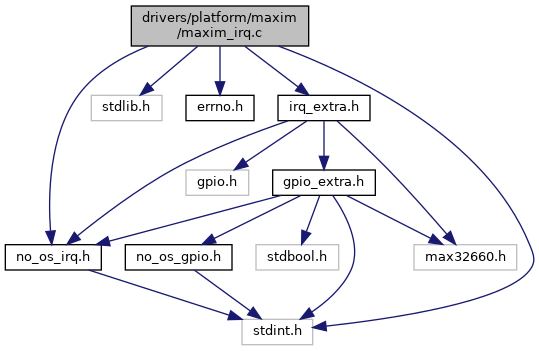 drivers/platform/maxim
/maxim_irq.c
stdlib.h
errno.h
irq_extra.h
gpio.h
gpio_extra.h
no_os_irq.h
no_os_gpio.h
stdbool.h
max32660.h
stdint.h